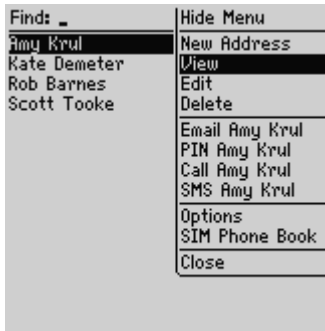 Find: _
Amy Krul
Kate Demeter
Rob Barnes
Scott Tooke
Hide Menu
New Address
View
Edit
Delete
Email Amy Krul
PIN Amy Krul
Call Amy Krul
SMS Amy Krul
Options
SIM Phone Book
Close